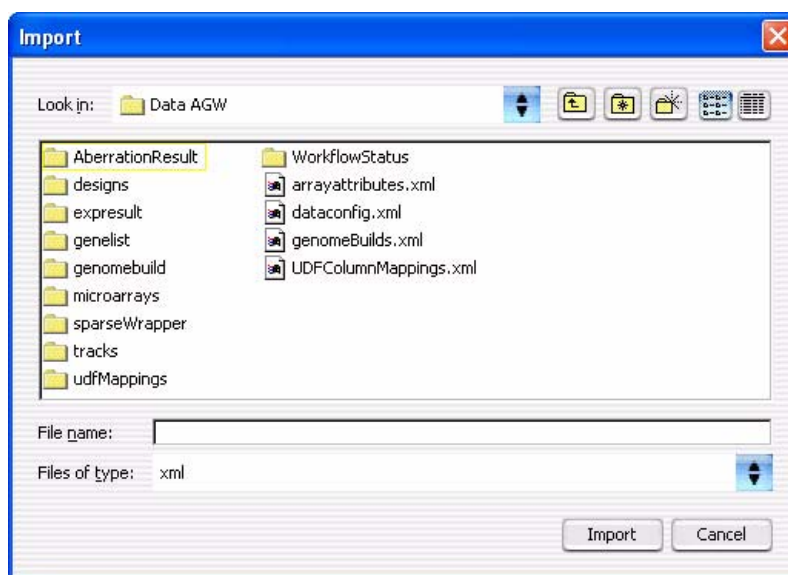 Import
Look in: Data AGW
AberrationResult
designs
expresult
genelist
genomebuild
microarrays
sparseWrapper
tracks
udfMappings
WorkflowStatus
arrayattributes.xml
dataconfig.xml
genomeBuilds.xml
UDFColumnMappings.xml
File name:
Files of type: xml
Import Cancel